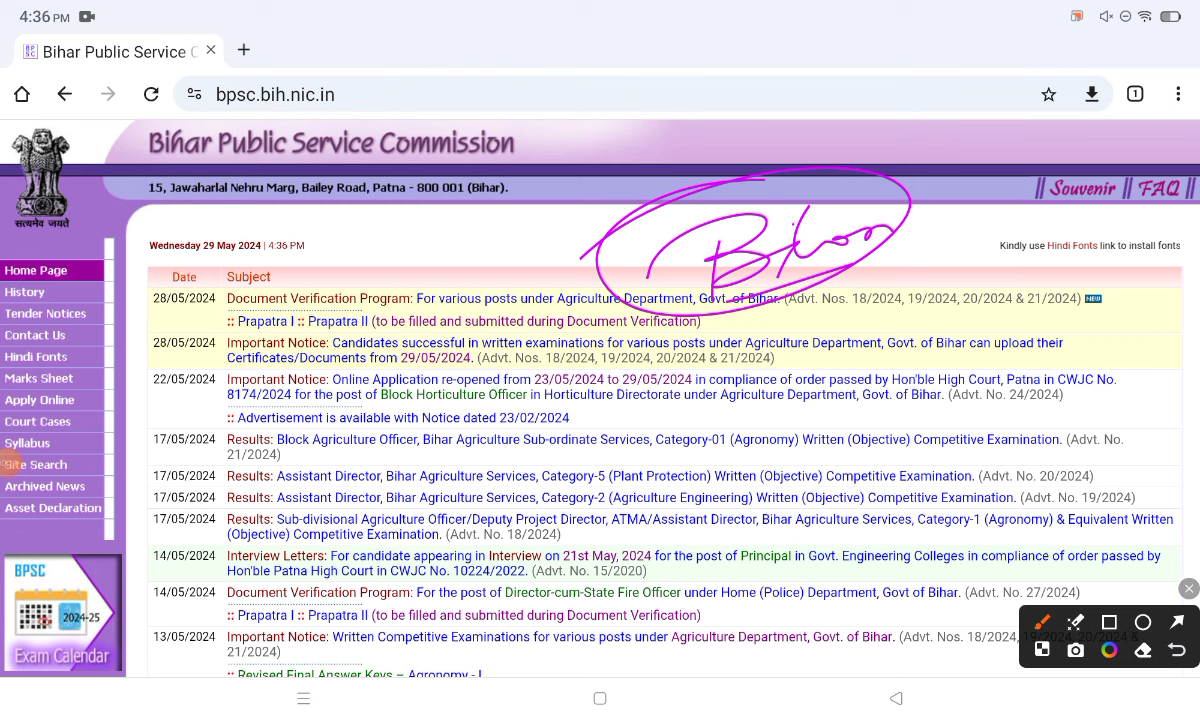 4:36 PM
Bihar Public Service C
bpsc.bih.nic.in
1
Bihar Public Service Commission
15, Jawaharlal Nehru Marg, Bailey Road, Patna - 800 001 (Bihar).
|| Souvenir || FAQ ||
सत्यमेव जयते
Bihar
Wednesday 29 May 2024 | 4:36 PM
Kindly use Hindi Fonts link to install fonts
Home Page
History
Tender Notices
Contact Us
Hindi Fonts
Marks Sheet
Apply Online
Court Cases
Syllabus
Site Search
Archived News
Asset Declaration
BPSC
2024-25
Exam Calendar
Date Subject
28/05/2024 Document Verification Program: For various posts under Agriculture Department, Govt. of Bihar. (Advt. Nos. 18/2024, 19/2024, 20/2024 & 21/2024) NEW
:: Prapatra I :: Prapatra II (to be filled and submitted during Document Verification)
28/05/2024 Important Notice: Candidates successful in written examinations for various posts under Agriculture Department, Govt. of Bihar can upload their
Certificates/Documents from 29/05/2024. (Advt. Nos. 18/2024, 19/2024, 20/2024 & 21/2024)
22/05/2024 Important Notice: Online Application re-opened from 23/05/2024 to 29/05/2024 in compliance of order passed by Hon'ble High Court, Patna in CWJC No.
8174/2024 for the post of Block Horticulture Officer in Horticulture Directorate under Agriculture Department, Govt. of Bihar. (Advt. No. 24/2024)
:: Advertisement is available with Notice dated 23/02/2024
17/05/2024 Results: Block Agriculture Officer, Bihar Agriculture Sub-ordinate Services, Category-01 (Agronomy) Written (Objective) Competitive Examination. (Advt. No.
21/2024)
17/05/2024 Results: Assistant Director, Bihar Agriculture Services, Category-5 (Plant Protection) Written (Objective) Competitive Examination. (Advt. No. 20/2024)
17/05/2024 Results: Assistant Director, Bihar Agriculture Services, Category-2 (Agriculture Engineering) Written (Objective) Competitive Examination. (Advt. No. 19/2024)
17/05/2024 Results: Sub-divisional Agriculture Officer/Deputy Project Director, ATMA/Assistant Director, Bihar Agriculture Services, Category-1 (Agronomy) & Equivalent Written
(Objective) Competitive Examination. (Advt. No. 18/2024)
14/05/2024 Interview Letters: For candidate appearing in Interview on 21st May, 2024 for the post of Principal in Govt. Engineering Colleges in compliance of order passed by
Hon'ble Patna High Court in CWJC No. 10224/2022. (Advt. No. 15/2020)
14/05/2024 Document Verification Program: For the post of Director-cum-State Fire Officer under Home (Police) Department, Govt of Bihar. (Advt. No. 27/2024)
:: Prapatra I :: Prapatra II (to be filled and submitted during Document Verification)
13/05/2024 Important Notice: Written Competitive Examinations for various posts under Agriculture Department, Govt. of Bihar. (Advt. Nos. 18/2024, 19/2024, 20/2024 &
21/2024)
:: Revised Final Answer Keys – Agronomy - I